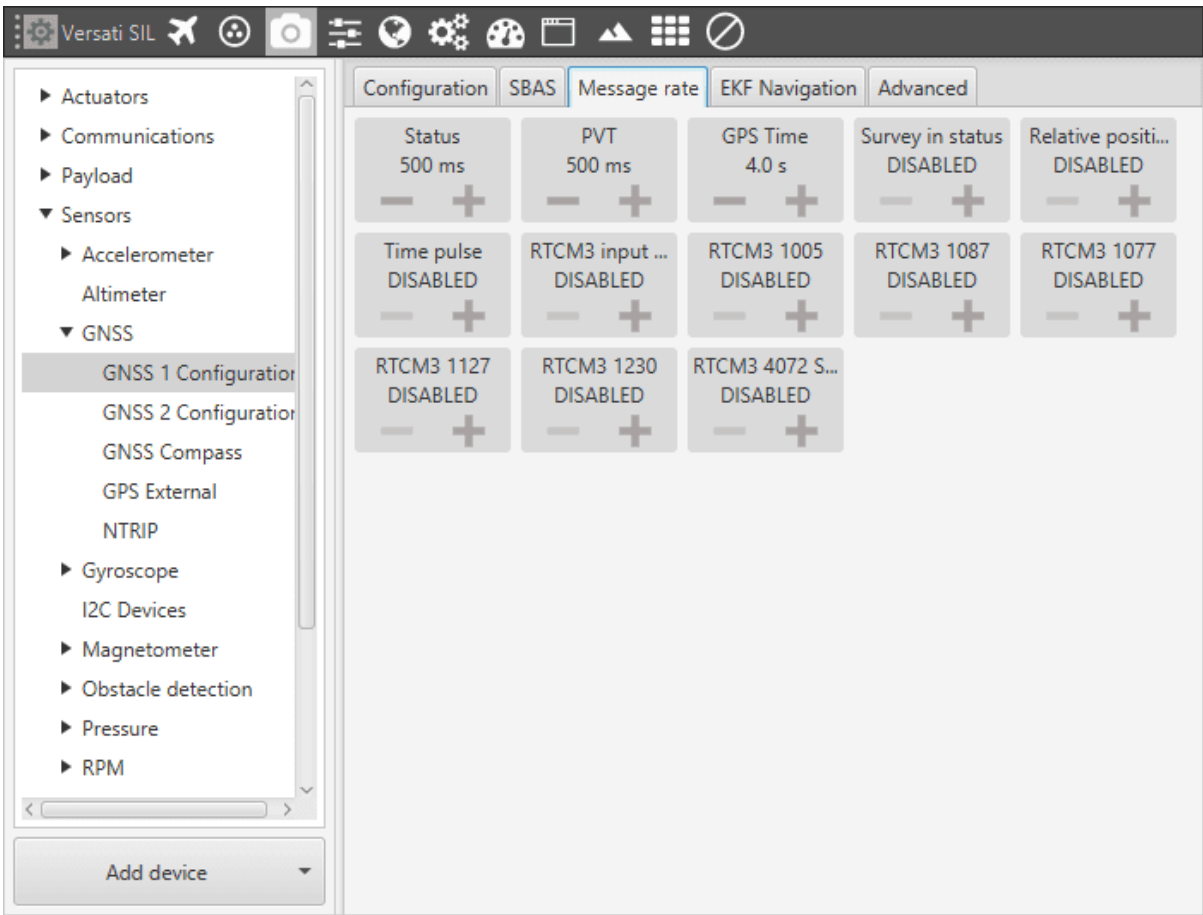 Versati SIL
Actuators
Communications
Payload
Sensors
Accelerometer
Altimeter
GNSS
GNSS 1 Configuration
GNSS 2 Configuration
GNSS Compass
GPS External
NTRIP
Gyroscope
I2C Devices
Magnetometer
Obstacle detection
Pressure
RPM
Add device
Configuration SBAS Message rate EKF Navigation Advanced
Status PVT GPS Time Survey in status Relative positi...
500 ms 500 ms 4.0 s DISABLED DISABLED
Time pulse RTCM3 input ... RTCM3 1005 RTCM3 1087 RTCM3 1077
DISABLED DISABLED DISABLED DISABLED DISABLED
RTCM3 1127 RTCM3 1230 RTCM3 4072 S...
DISABLED DISABLED DISABLED